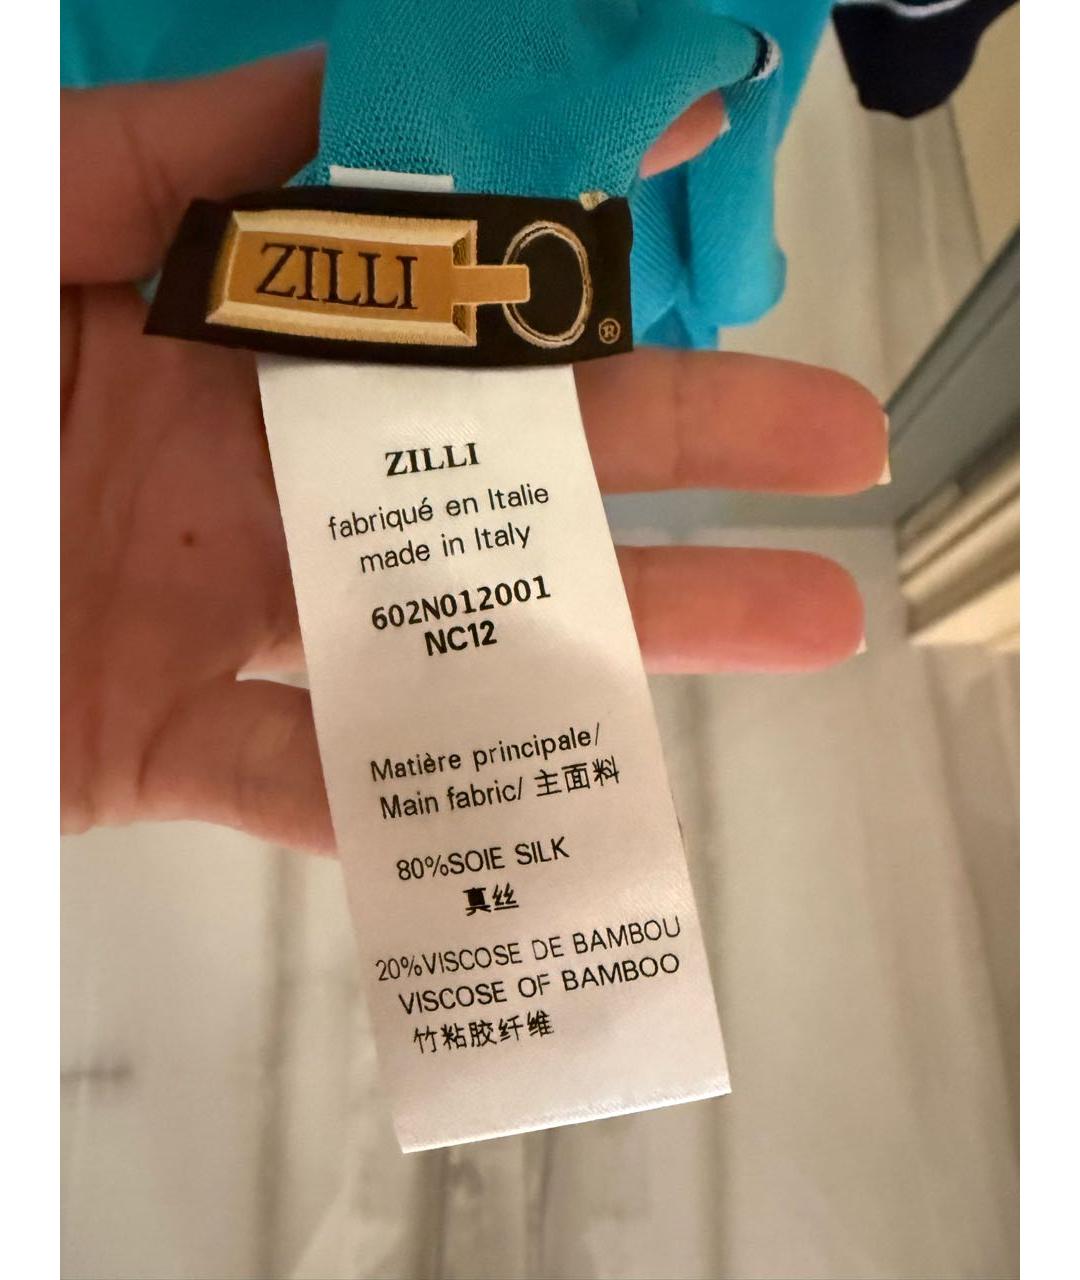 ZILLI
®
ZILLI
fabriqué en Italie
made in Italy
602N012001
NC12
Matière principale/
Main fabric/ 主面料
80%SOIE SILK
真丝
20%VISCOSE DE BAMBOU
VISCOSE OF BAMBOO
竹粘胶纤维